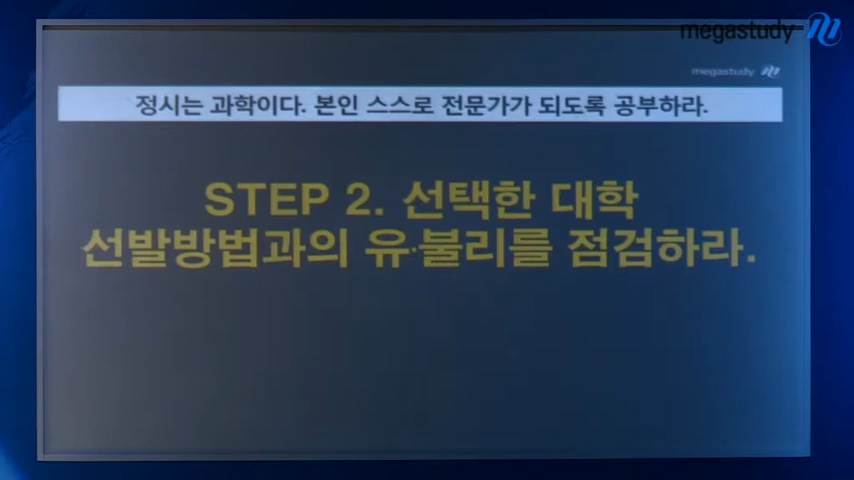 megastudy
megastudy
정시는 과학이다. 본인 스스로 전문가가 되도록 공부하라.
STEP 2. 선택한 대학
선발방법과의 유·불리를 점검하라.